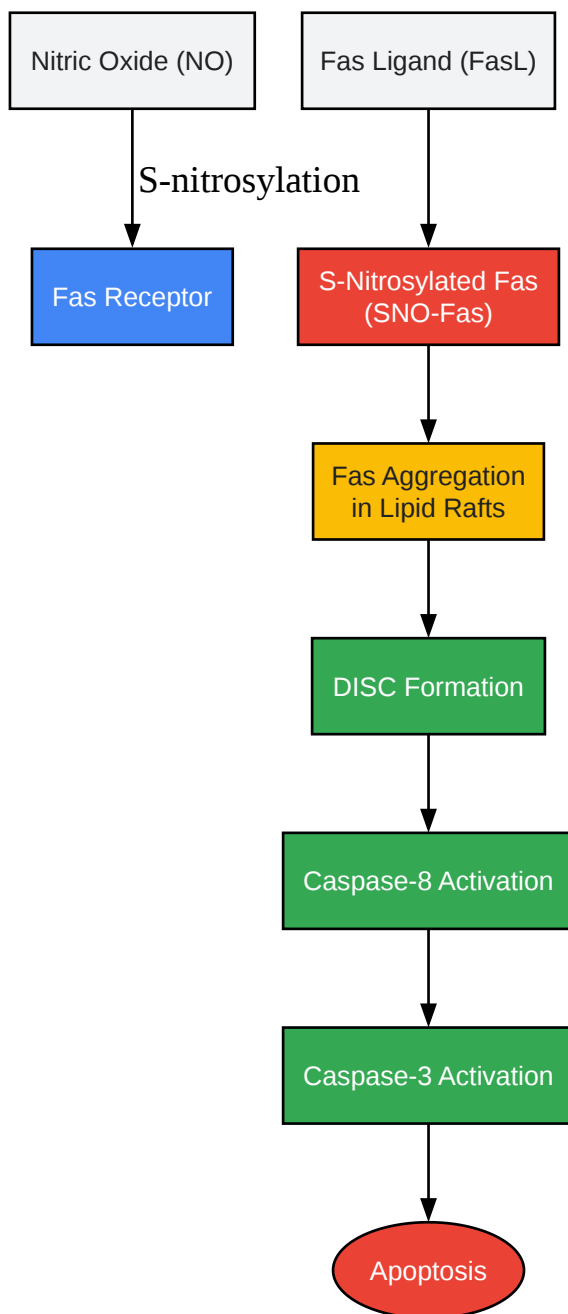 Nitric Oxide (NO)
Fas Ligand (FasL)
S-nitrosylation
Fas Receptor
S-Nitrosylated Fas
(SNO-Fas)
Fas Aggregation
in Lipid Rafts
DISC Formation
Caspase-8 Activation
Caspase-3 Activation
Apoptosis